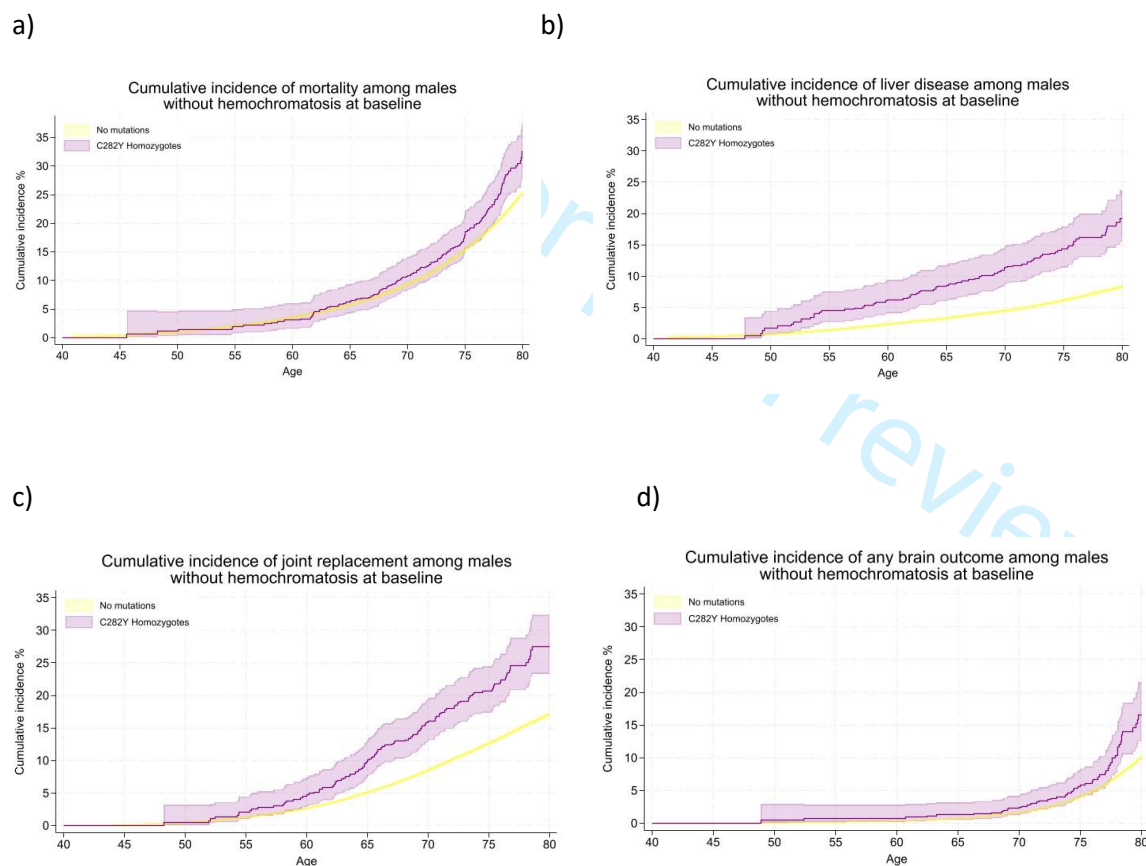 a)
b)
Cumulative incidence of mortality among males
without hemochromatosis at baseline
No mutations
C282Y Homozygotes
Cumulative incidence %
35
30
25
20
15
10
5
0
40 45 50 55 60 65 70 75 80
Age
Cumulative incidence of liver disease among males
without hemochromatosis at baseline
No mutations
C282Y Homozygotes
Cumulative incidence %
35
30
25
20
15
10
5
0
40 45 50 55 60 65 70 75 80
Age
review
c)
d)
Cumulative incidence of joint replacement among males
without hemochromatosis at baseline
No mutations
C282Y Homozygotes
Cumulative incidence %
35
30
25
20
15
10
5
0
40 45 50 55 60 65 70 75 80
Age
Cumulative incidence of any brain outcome among males
without hemochromatosis at baseline
No mutations
C282Y Homozygotes
Cumulative incidence %
35
30
25
20
15
10
5
0
40 45 50 55 60 65 70 75 80
Age